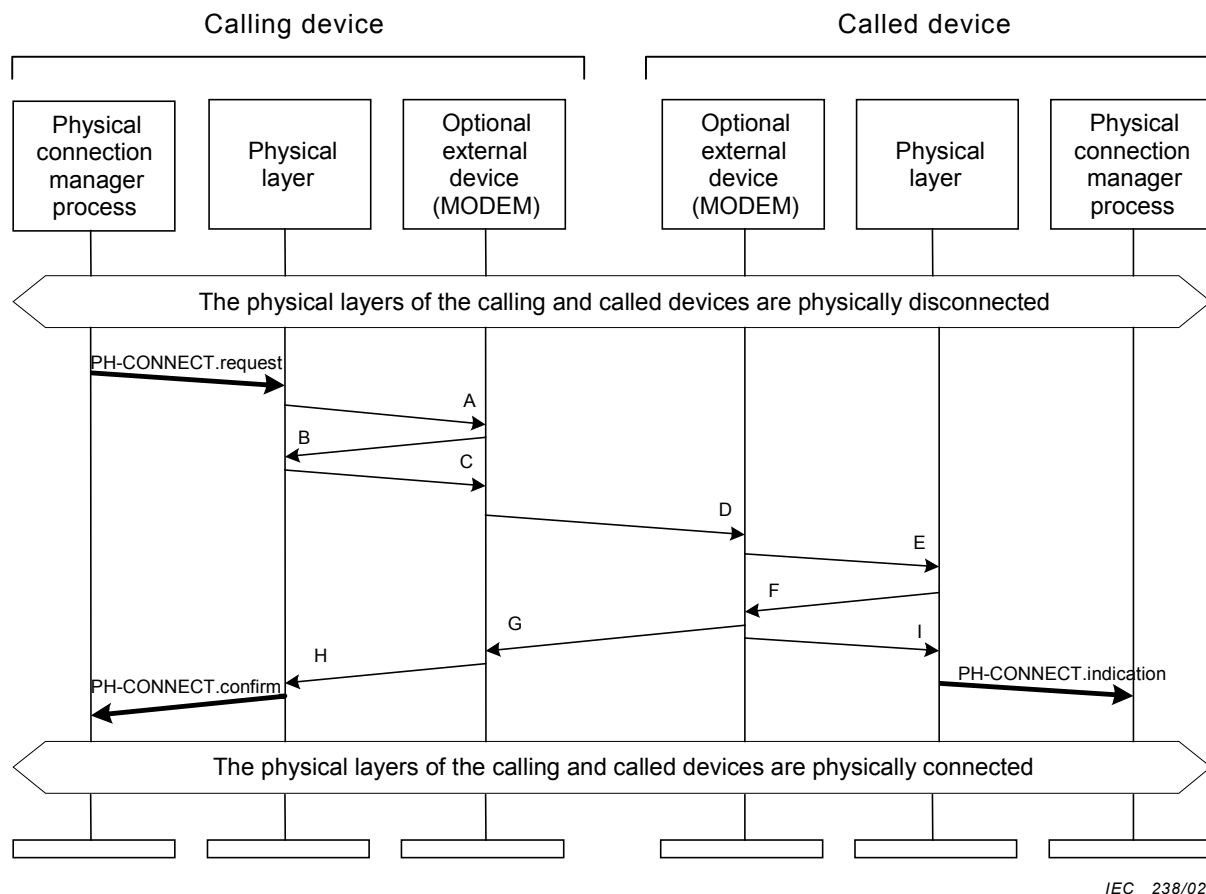 Calling device
Called device
Physical
connection
manager
process
Physical
layer
Optional
external
device
(MODEM)
Optional
external
device
(MODEM)
Physical
layer
Physical
connection
manager
process
The physical layers of the calling and called devices are physically disconnected
PH-CONNECT.request
A
B
C
D
E
F
G
I
H
PH-CONNECT.indication
PH-CONNECT.confirm
The physical layers of the calling and called devices are physically connected
IEC 238/02